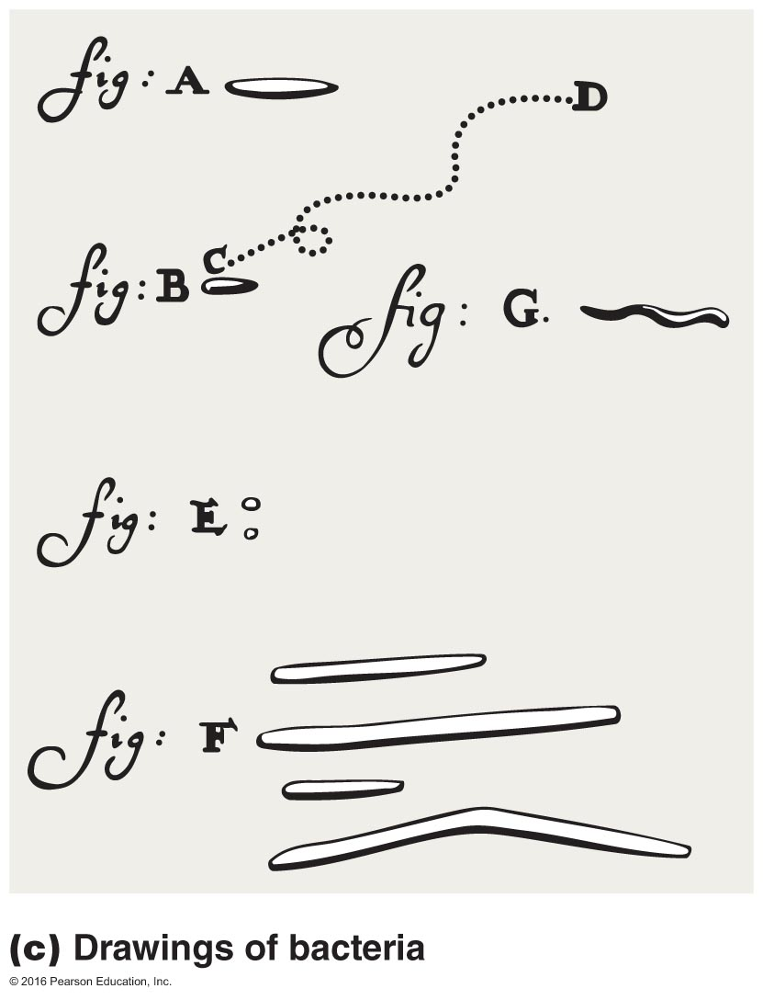 fig: A
D
C
fig: B
fig: G.
fig: E
fig: F
(c) Drawings of bacteria
© 2016 Pearson Education, Inc.